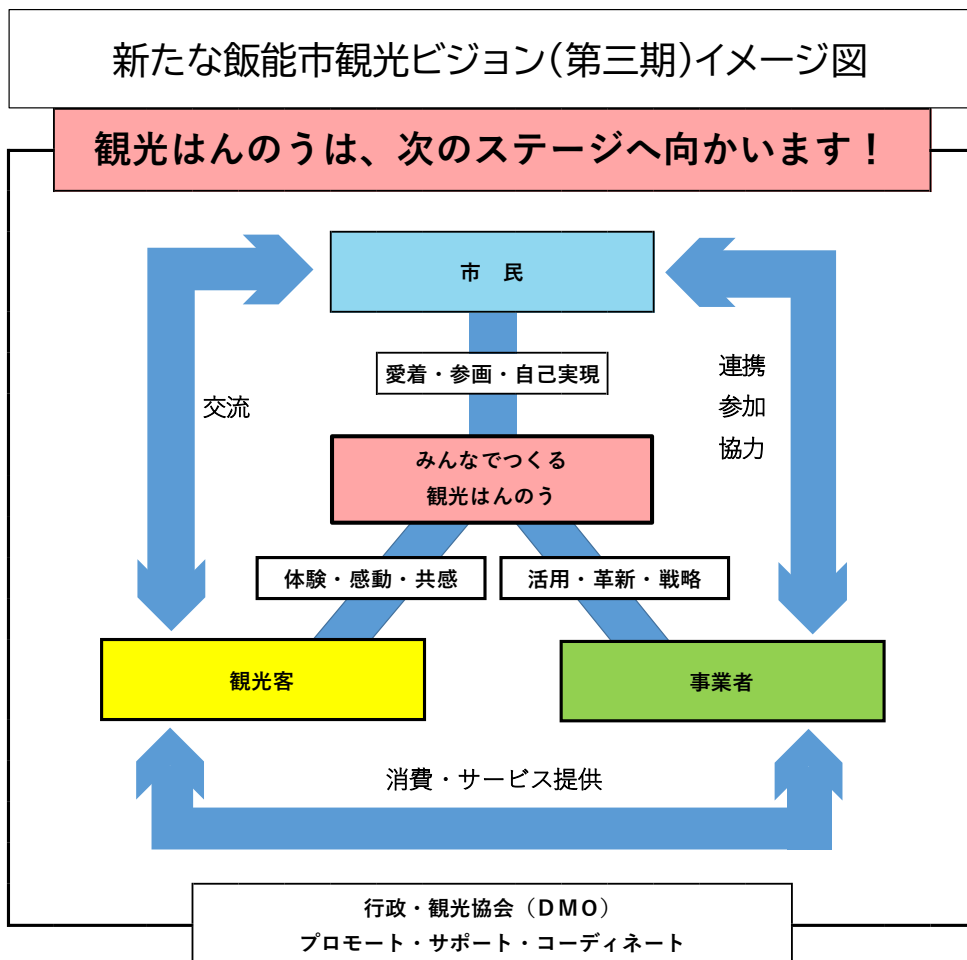 新たな飯能市観光ビジョン(第三期)イメージ図
観光はんのうは、次のステージへ向かいます！
市　民
愛着・参画・自己実現
交流
連携
参加
協力
みんなでつくる
観光はんのう
体験・感動・共感
活用・革新・戦略
観光客
事業者
消費・サービス提供
行政・観光協会（DMO）
プロモート・サポート・コーディネート